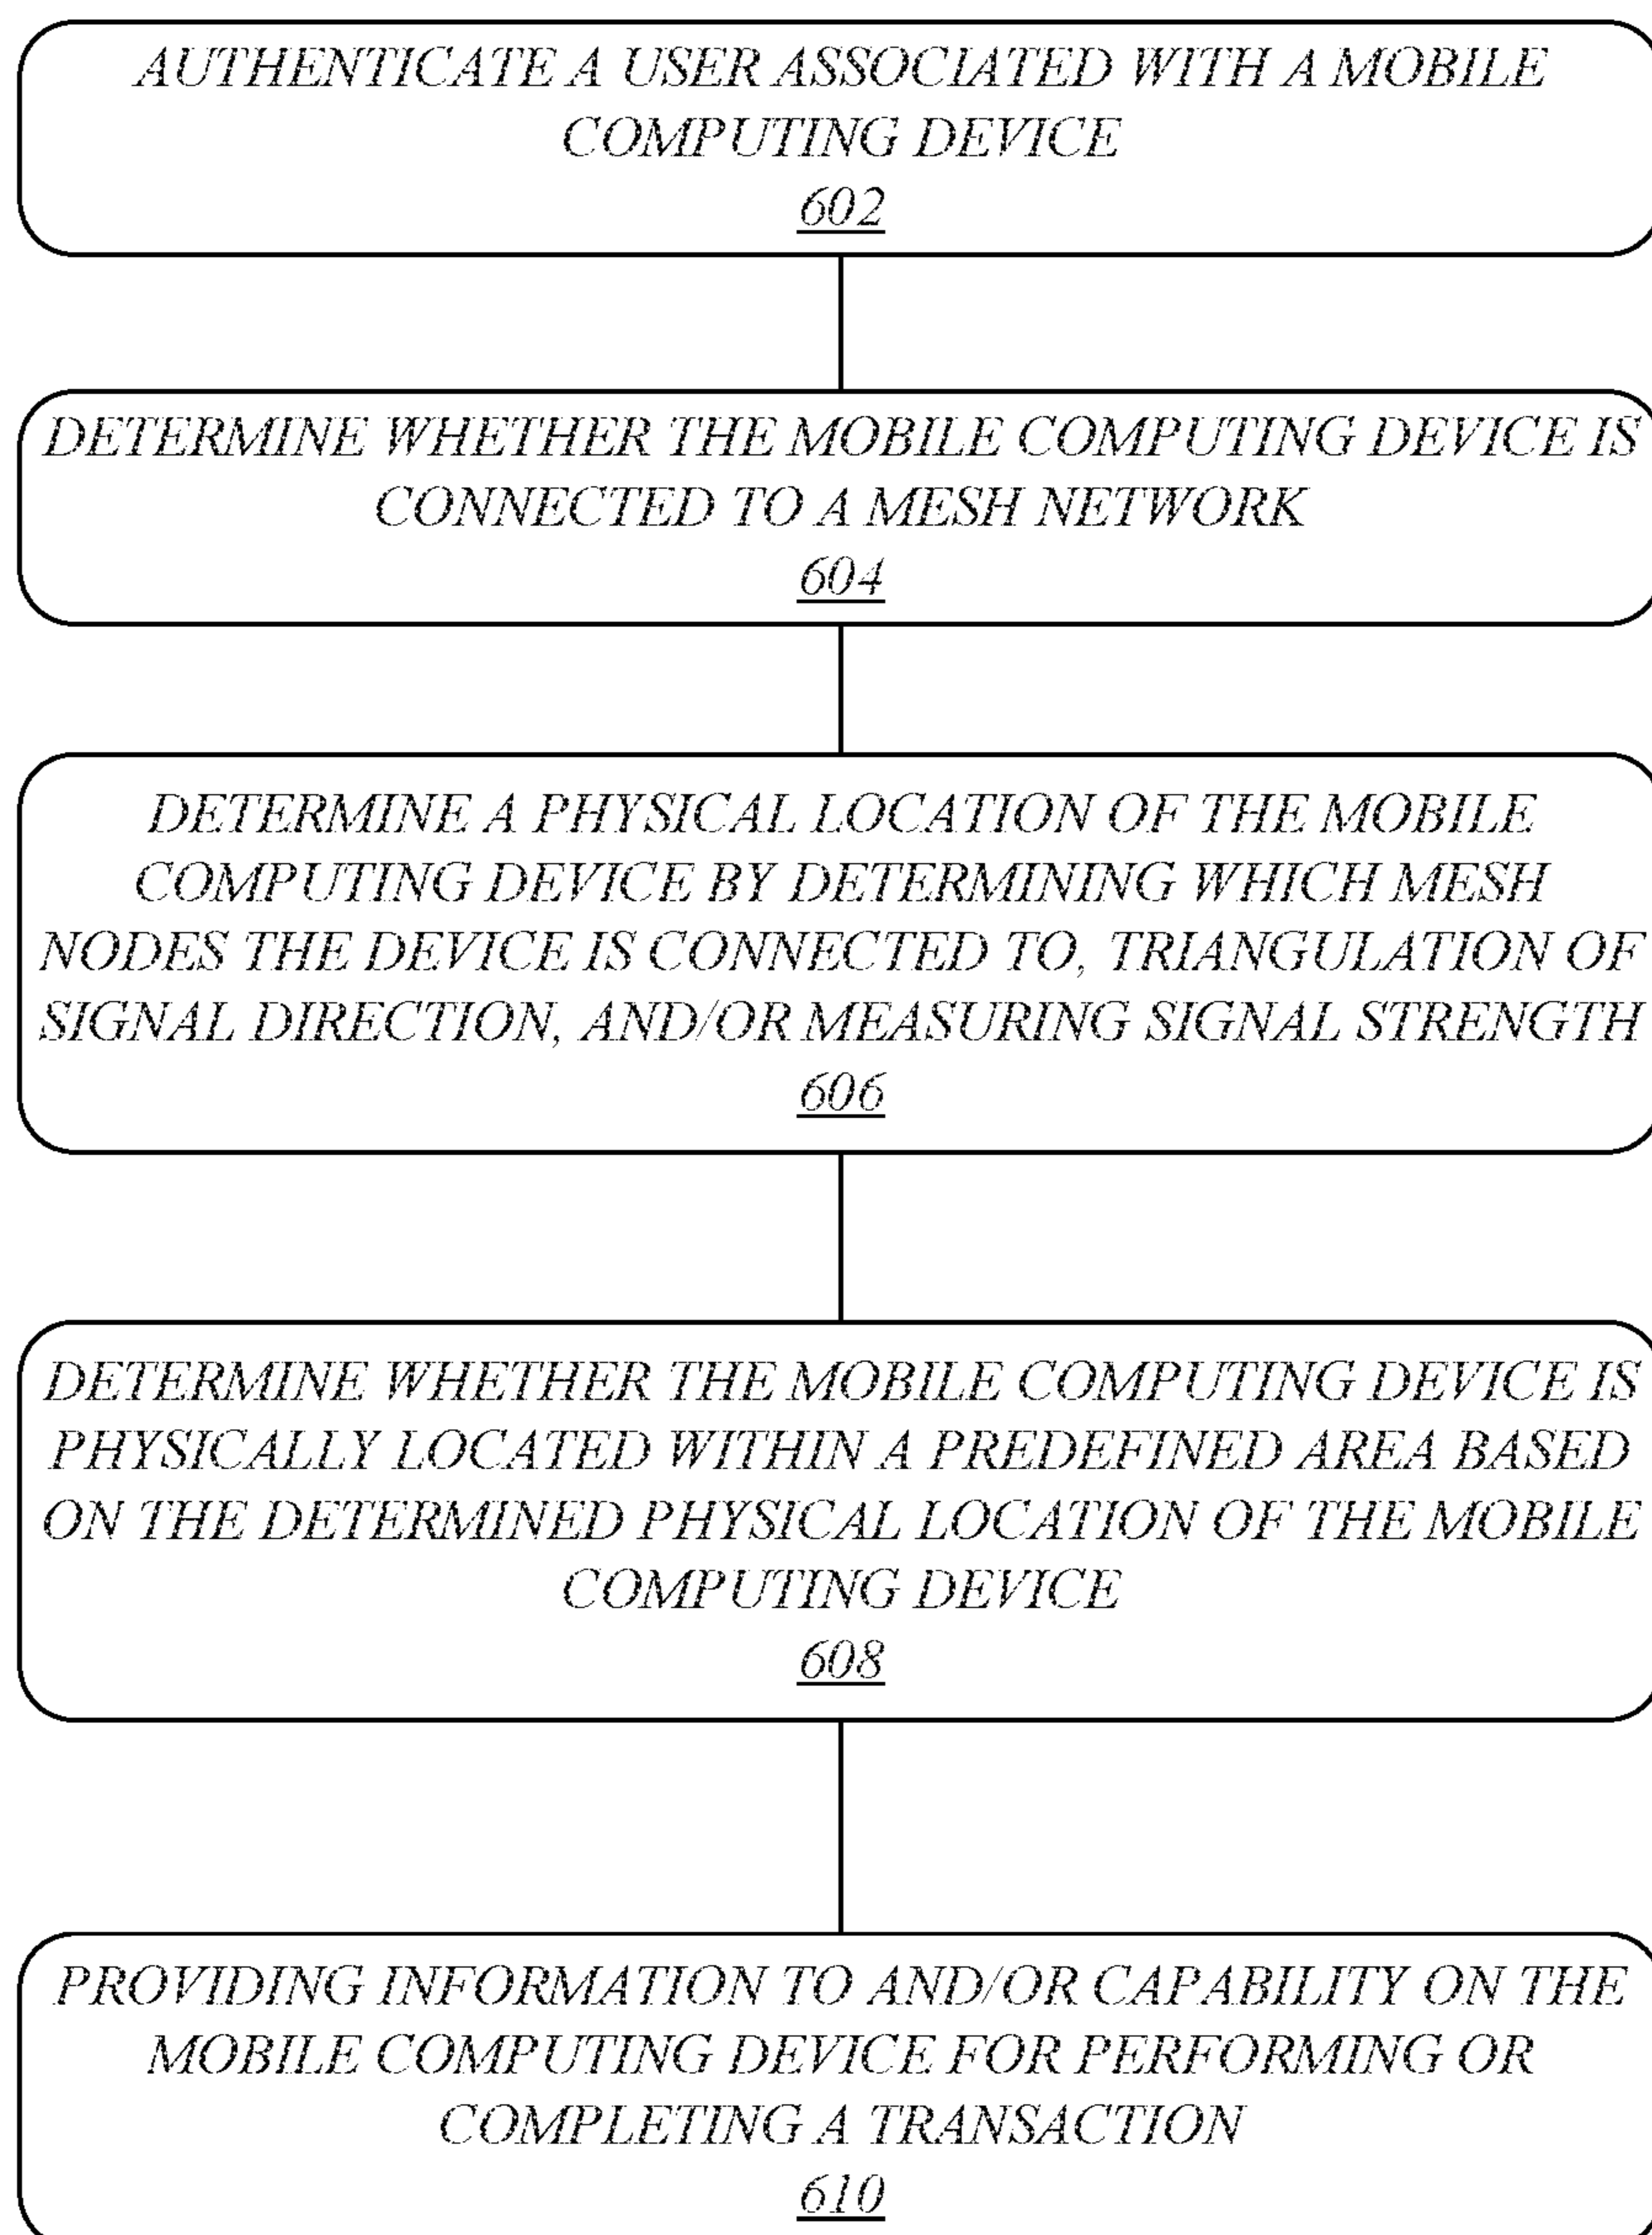 AUTHENTICATE A USER ASSOCIATED WITH A MOBILE
COMPUTING DEVICE
602
DETERMINE WHETHER THE MOBILE COMPUTING DEVICE IS
CONNECTED TO A MESH NETWORK
604
DETERMINE A PHYSICAL LOCATION OF THE MOBILE
COMPUTING DEVICE BY DETERMINING WHICH MESH
NODES THE DEVICE IS CONNECTED TO, TRIANGULATION OF
SIGNAL DIRECTION, AND/OR MEASURING SIGNAL STRENGTH
606
DETERMINE WHETHER THE MOBILE COMPUTING DEVICE IS
PHYSICALLY LOCATED WITHIN A PREDEFINED AREA BASED
ON THE DETERMINED PHYSICAL LOCATION OF THE MOBILE
COMPUTING DEVICE
608
PROVIDING INFORMATION TO AND/OR CAPABILITY ON THE
MOBILE COMPUTING DEVICE FOR PERFORMING OR
COMPLETING A TRANSACTION
610